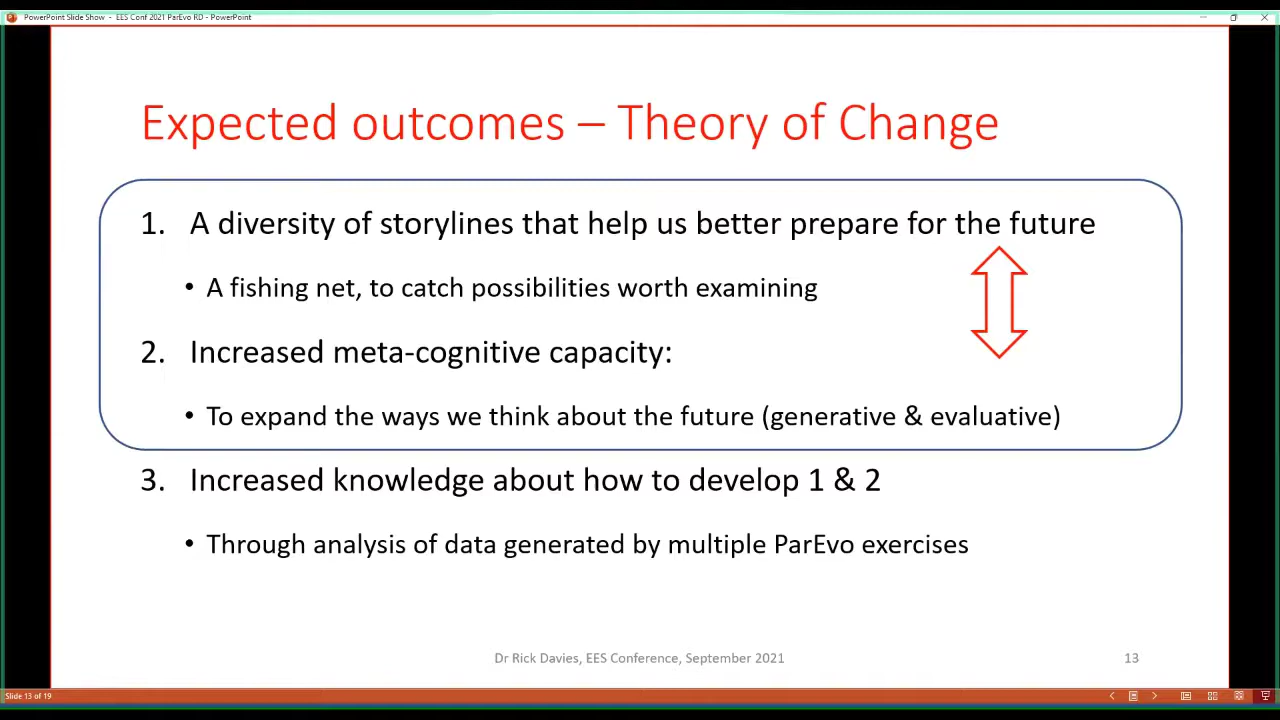 PowerPoint Slide Show - EES Conf 2021 ParEvo RD - PowerPoint
Expected outcomes – Theory of Change
1. A diversity of storylines that help us better prepare for the future
• A fishing net, to catch possibilities worth examining
2. Increased meta-cognitive capacity:
• To expand the ways we think about the future (generative & evaluative)
3. Increased knowledge about how to develop 1 & 2
• Through analysis of data generated by multiple ParEvo exercises
Dr Rick Davies, EES Conference, September 2021
13
Slide 13 of 19